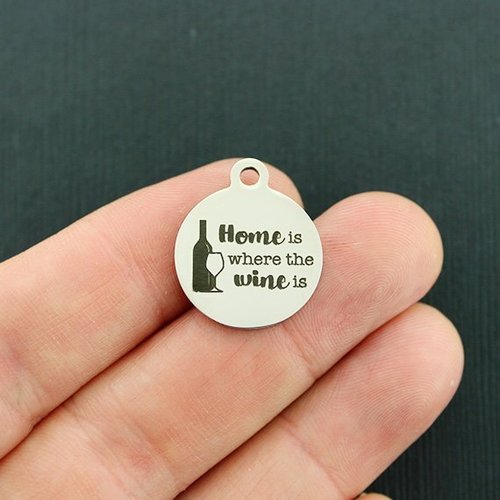 Home is
where the
wine is